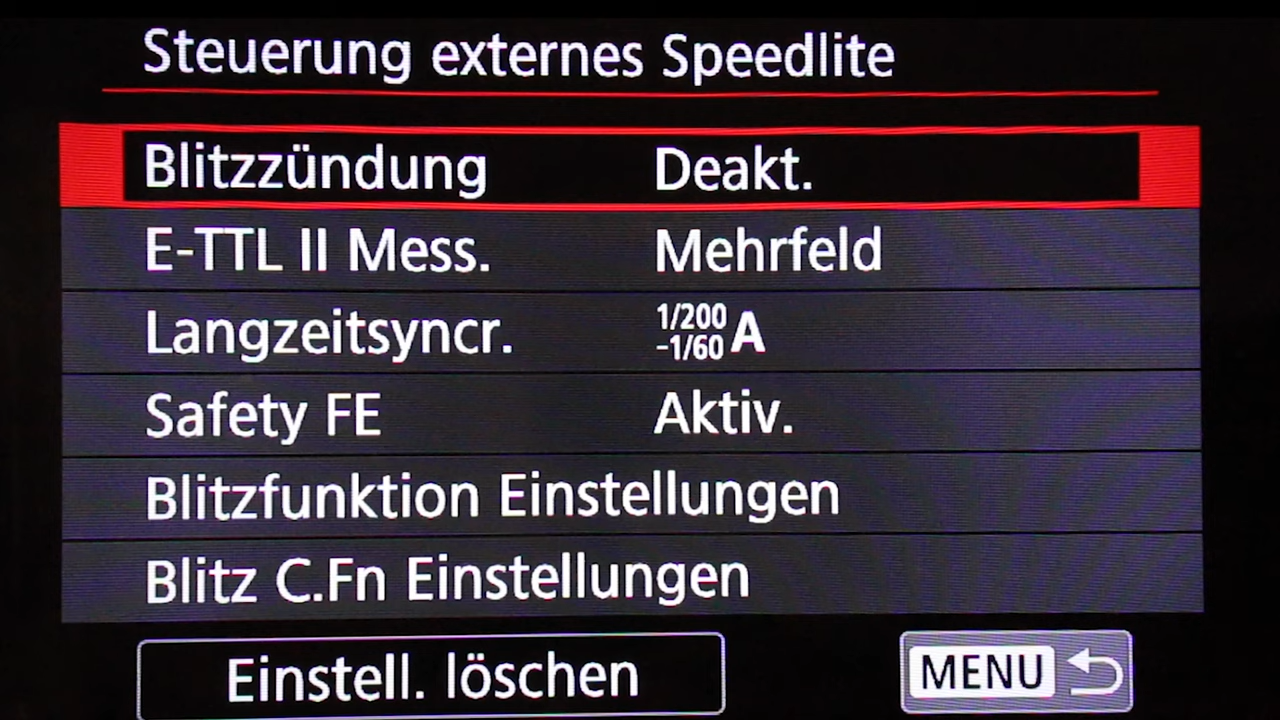 Steuerung externes Speedlite
Blitzzündung Deakt.
E-TTL II Mess. Mehrfeld
Langzeitsyncr. 1/200 -1/60 A
Safety FE Aktiv.
Blitzfunktion Einstellungen
Blitz C.Fn Einstellungen
Einstell. löschen MENU